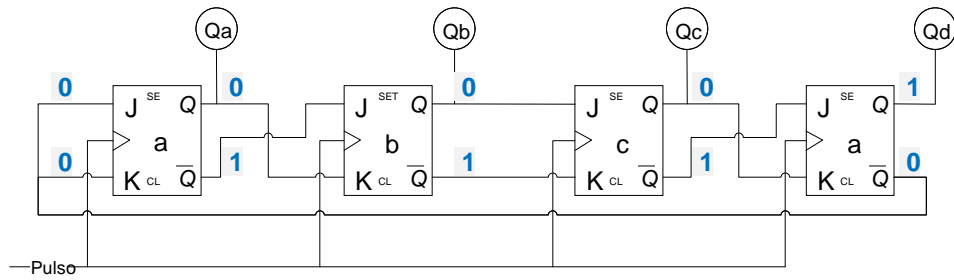 Qa Qb Qc Qd
0 0 0 0 1
J SE Q J SET Q J SE Q J SE Q
a b c a
K CL Q K CL Q K CL Q K CL Q
0 1 1 1 0
Pulso